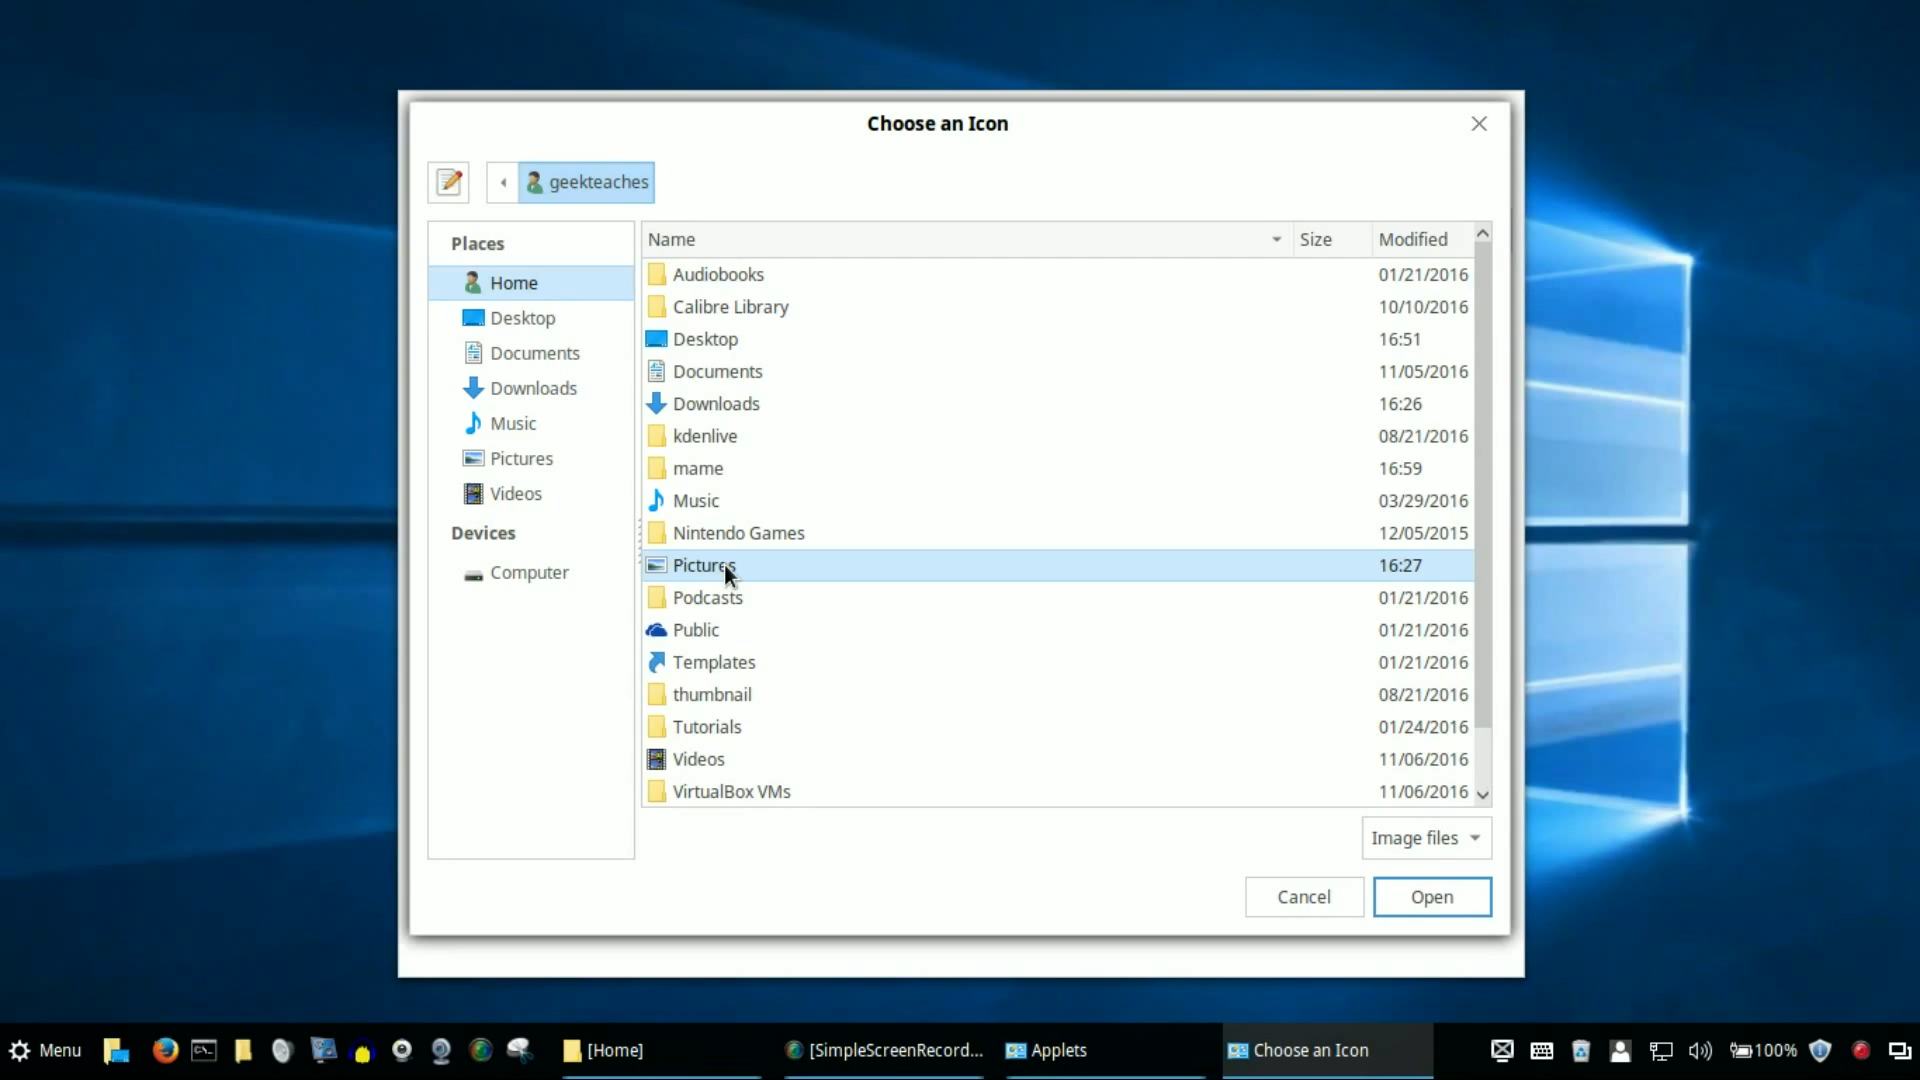 Choose an Icon
geekteaches
Places
Home
Desktop
Documents
Downloads
Music
Pictures
Videos
Devices
Computer
Name Size Modified
Audiobooks 01/21/2016
Calibre Library 10/10/2016
Desktop 16:51
Documents 11/05/2016
Downloads 16:26
kdenlive 08/21/2016
mame 16:59
Music 03/29/2016
Nintendo Games 12/05/2015
Pictures 16:27
Podcasts 01/21/2016
Public 01/21/2016
Templates 01/21/2016
thumbnail 08/21/2016
Tutorials 01/24/2016
Videos 11/06/2016
VirtualBox VMs 11/06/2016
Image files
Cancel Open
Menu [Home] [SimpleScreenRecord... Applets Choose an Icon 100%